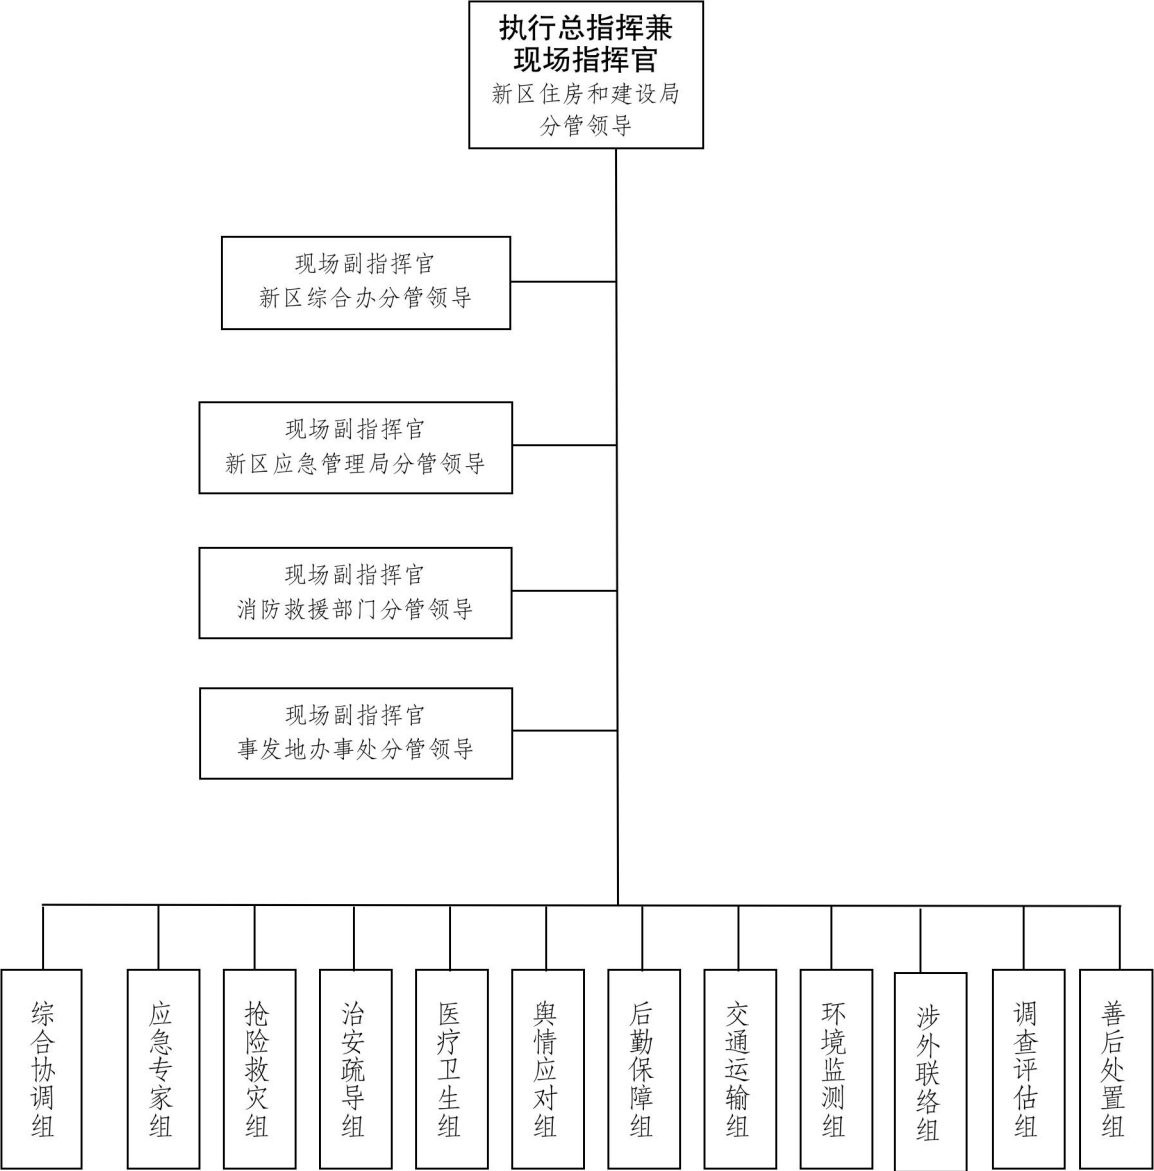 执行总指挥兼
现场指挥官
新区住房和建设局
分管领导
现场副指挥官
新区综合办分管领导
现场副指挥官
新区应急管理局分管领导
现场副指挥官
消防救援部门分管领导
现场副指挥官
事发地办事处分管领导
综合协调组
应急专家组
抢险救灾组
治安疏导组
医疗卫生组
舆情应对组
后勤保障组
交通运输组
环境监测组
涉外联络组
调查评估组
善后处置组